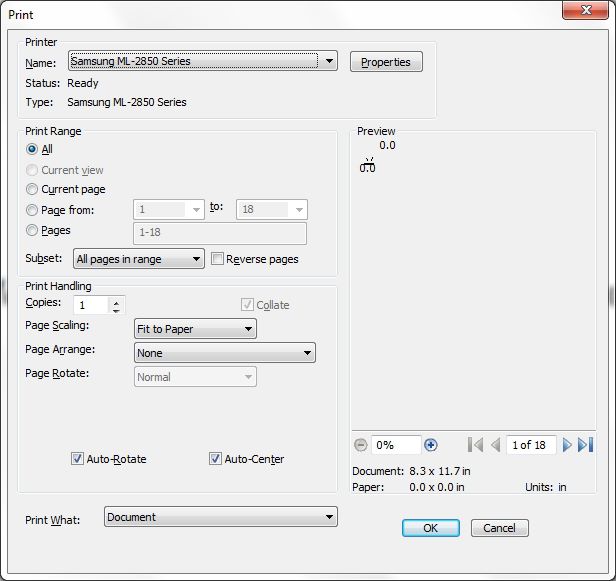 Print
Printer
Name: Samsung ML-2850 Series Properties
Status: Ready
Type: Samsung ML-2850 Series
Print Range
All
Current view
Current page
Page from: 1 to: 18
Pages 1-18
Subset: All pages in range Reverse pages
Print Handling
Copies: 1 Collate
Page Scaling: Fit to Paper
Page Arrange: None
Page Rotate: Normal
Auto-Rotate Auto-Center
Print What: Document
Preview
0.0
0.0
0% 1 of 18
Document: 8.3 x 11.7 in
Paper: 0.0 x 0.0 in Units: in
OK Cancel